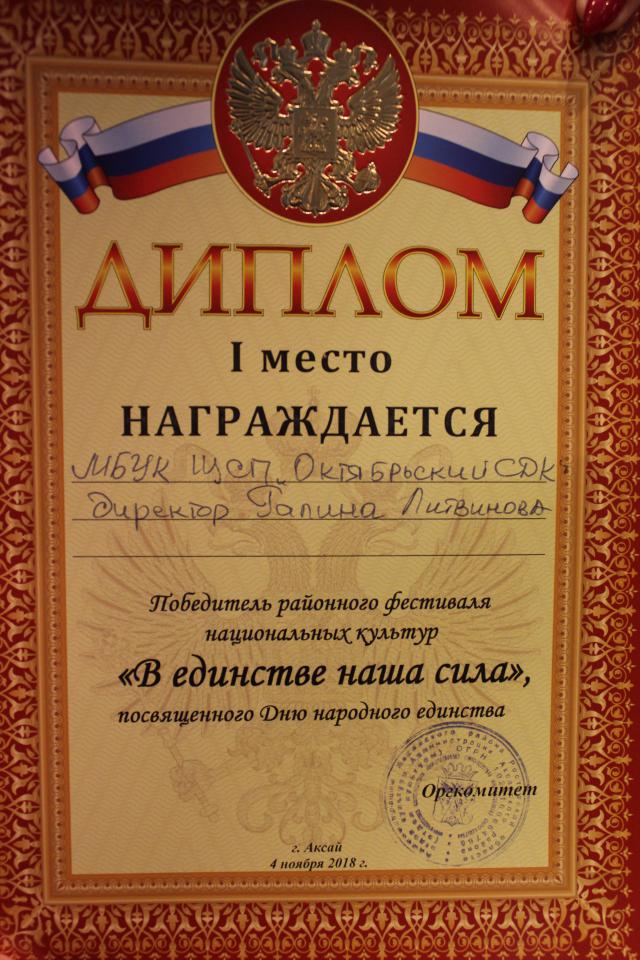 ДИПЛОМ
I место
НАГРАЖДАЕТСЯ
МБУК ЩСП „Октябрьский СДК“
Директор Галина Литвинова
Победитель районного фестиваля
национальных культур
«В единстве наша сила»,
посвященного Дню народного единства
Оргкомитет
г. Аксай
4 ноября 2018 г.